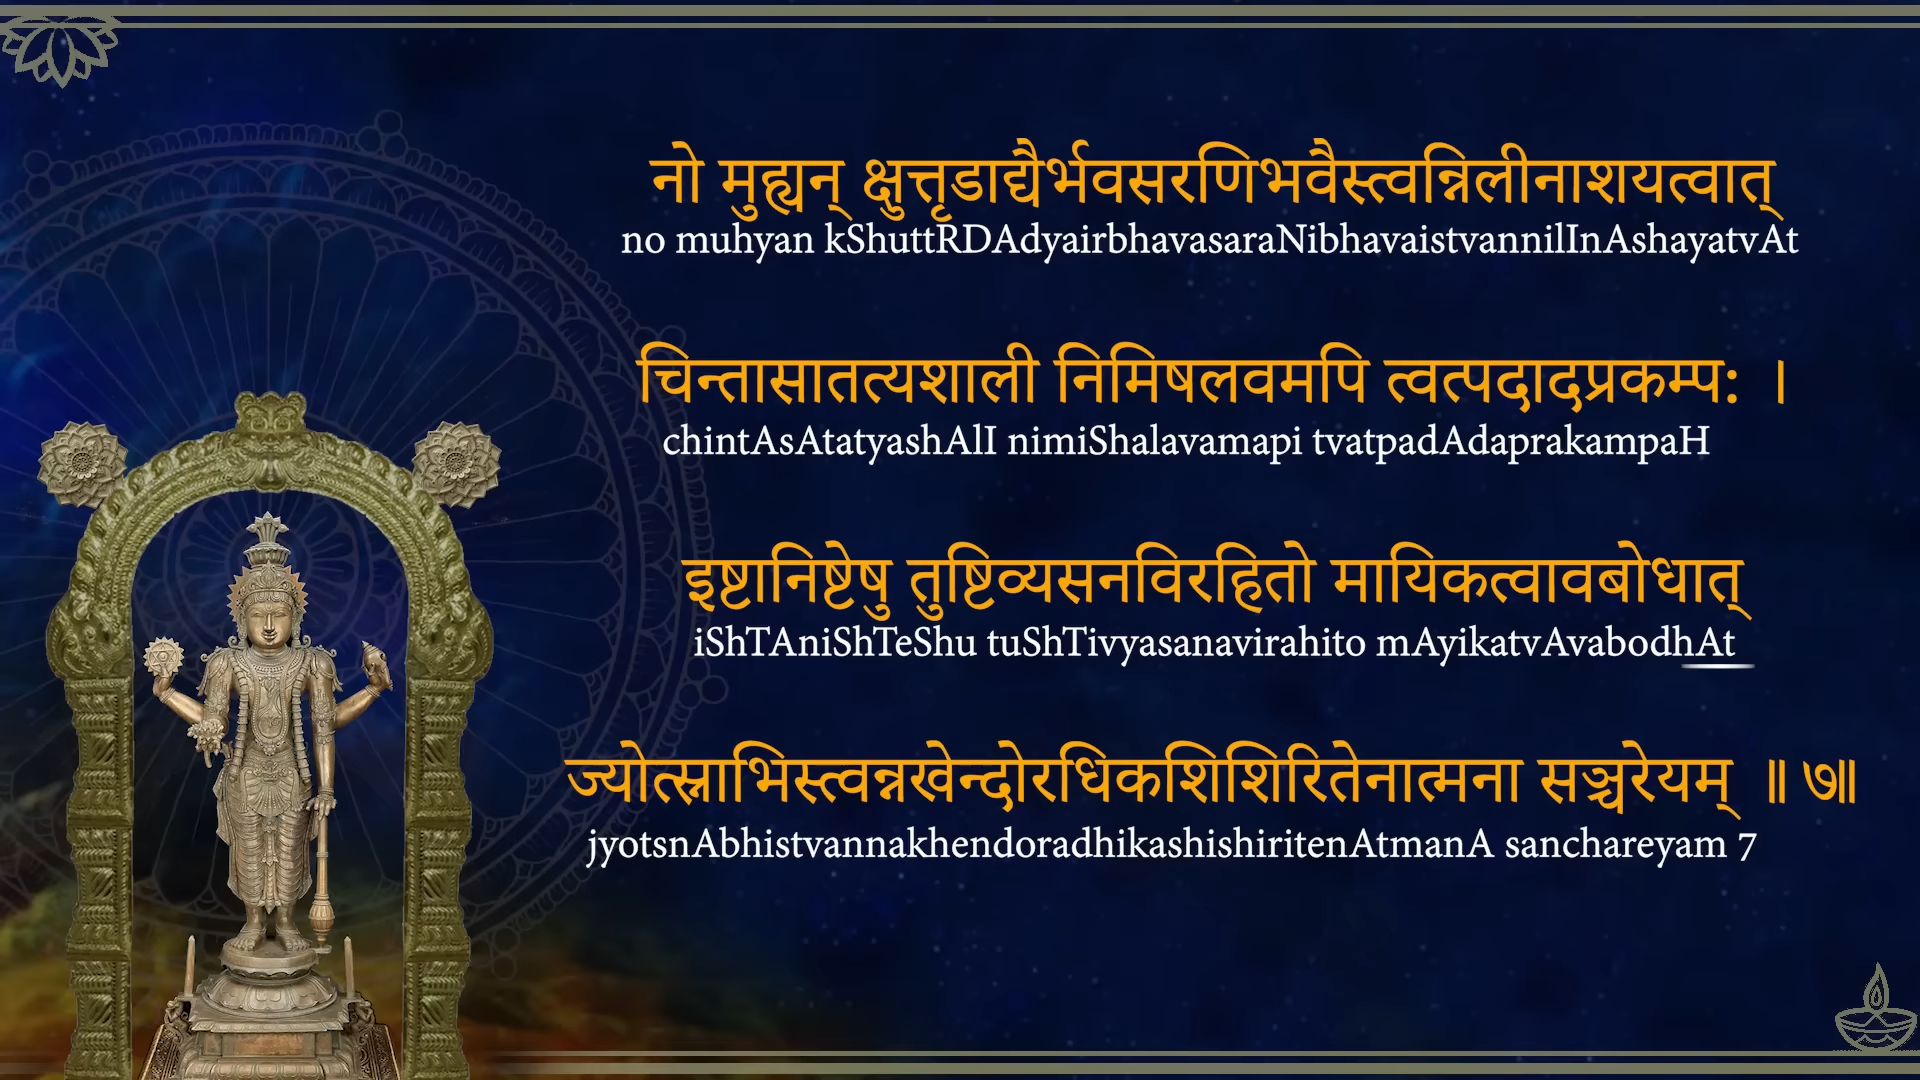 नो मुह्यन् क्षुत्तृडाद्यैर्भवसरणिभवैस्त्वन्निलीनाशयत्वात्
no muhyan kShuttRDAdyairbhavasaraNibhavaistvannilInAshayatvAt
चिन्तासातत्यशाली निमिषलवमपि त्वत्पदादप्रकम्पः ।
chintAsAtatyashAlI nimiShalavamapi tvatpadAdaprakampaH
इष्टानिष्टेषु तुष्टिव्यसनविरहितो मायिकत्वावबोधात्
iShTAniShTeShu tuShTivyasanavirahito mAyikatvAvabodhAt
ज्योत्स्नाभिस्त्वन्नखेन्दोरधिकशिशिरितेनात्मना सञ्चरेयम् ॥ ७॥
jyotsnAbhistvannakhendoradhikashishiritenAtmanA sanchareyam 7